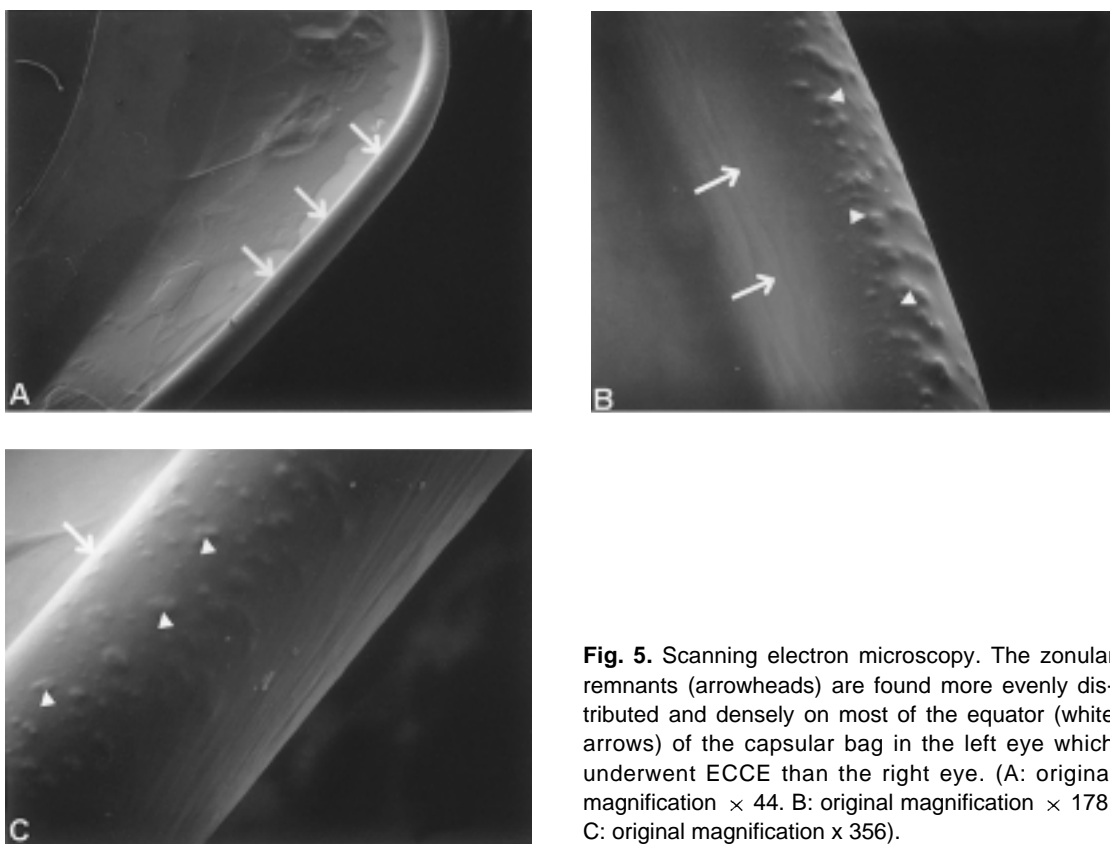 A
B
C
Fig. 5. Scanning electron microscopy. The zonular
remnants (arrowheads) are found more evenly dis-
tributed and densely on most of the equator (white
arrows) of the capsular bag in the left eye which
underwent ECCE than the right eye. (A: origina
magnification × 44. B: original magnification × 178
C: original magnification x 356).